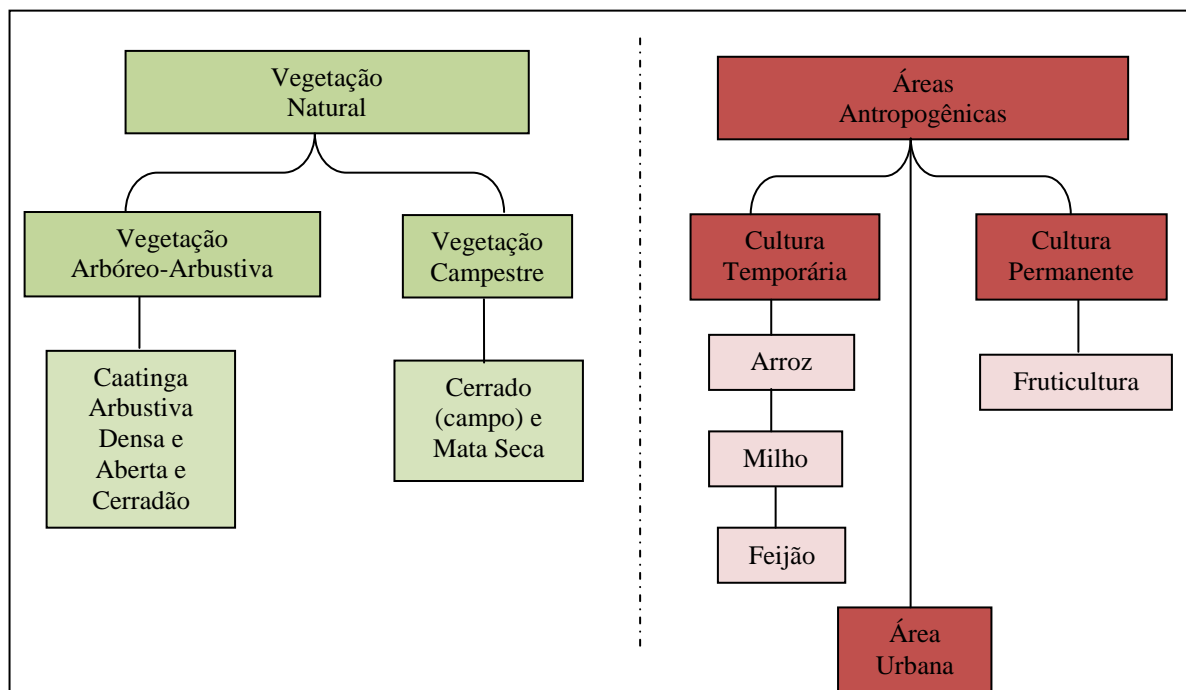 Vegetação
Natural
Vegetação
Arbóreo-Arbustiva
Vegetação
Campestre
Caatinga
Arbustiva
Densa e
Aberta e
Cerradão
Cerrado
(campo) e
Mata Seca
Áreas
Antropogênicas
Cultura
Temporária
Cultura
Permanente
Arroz
Milho
Feijão
Fruticultura
Área
Urbana